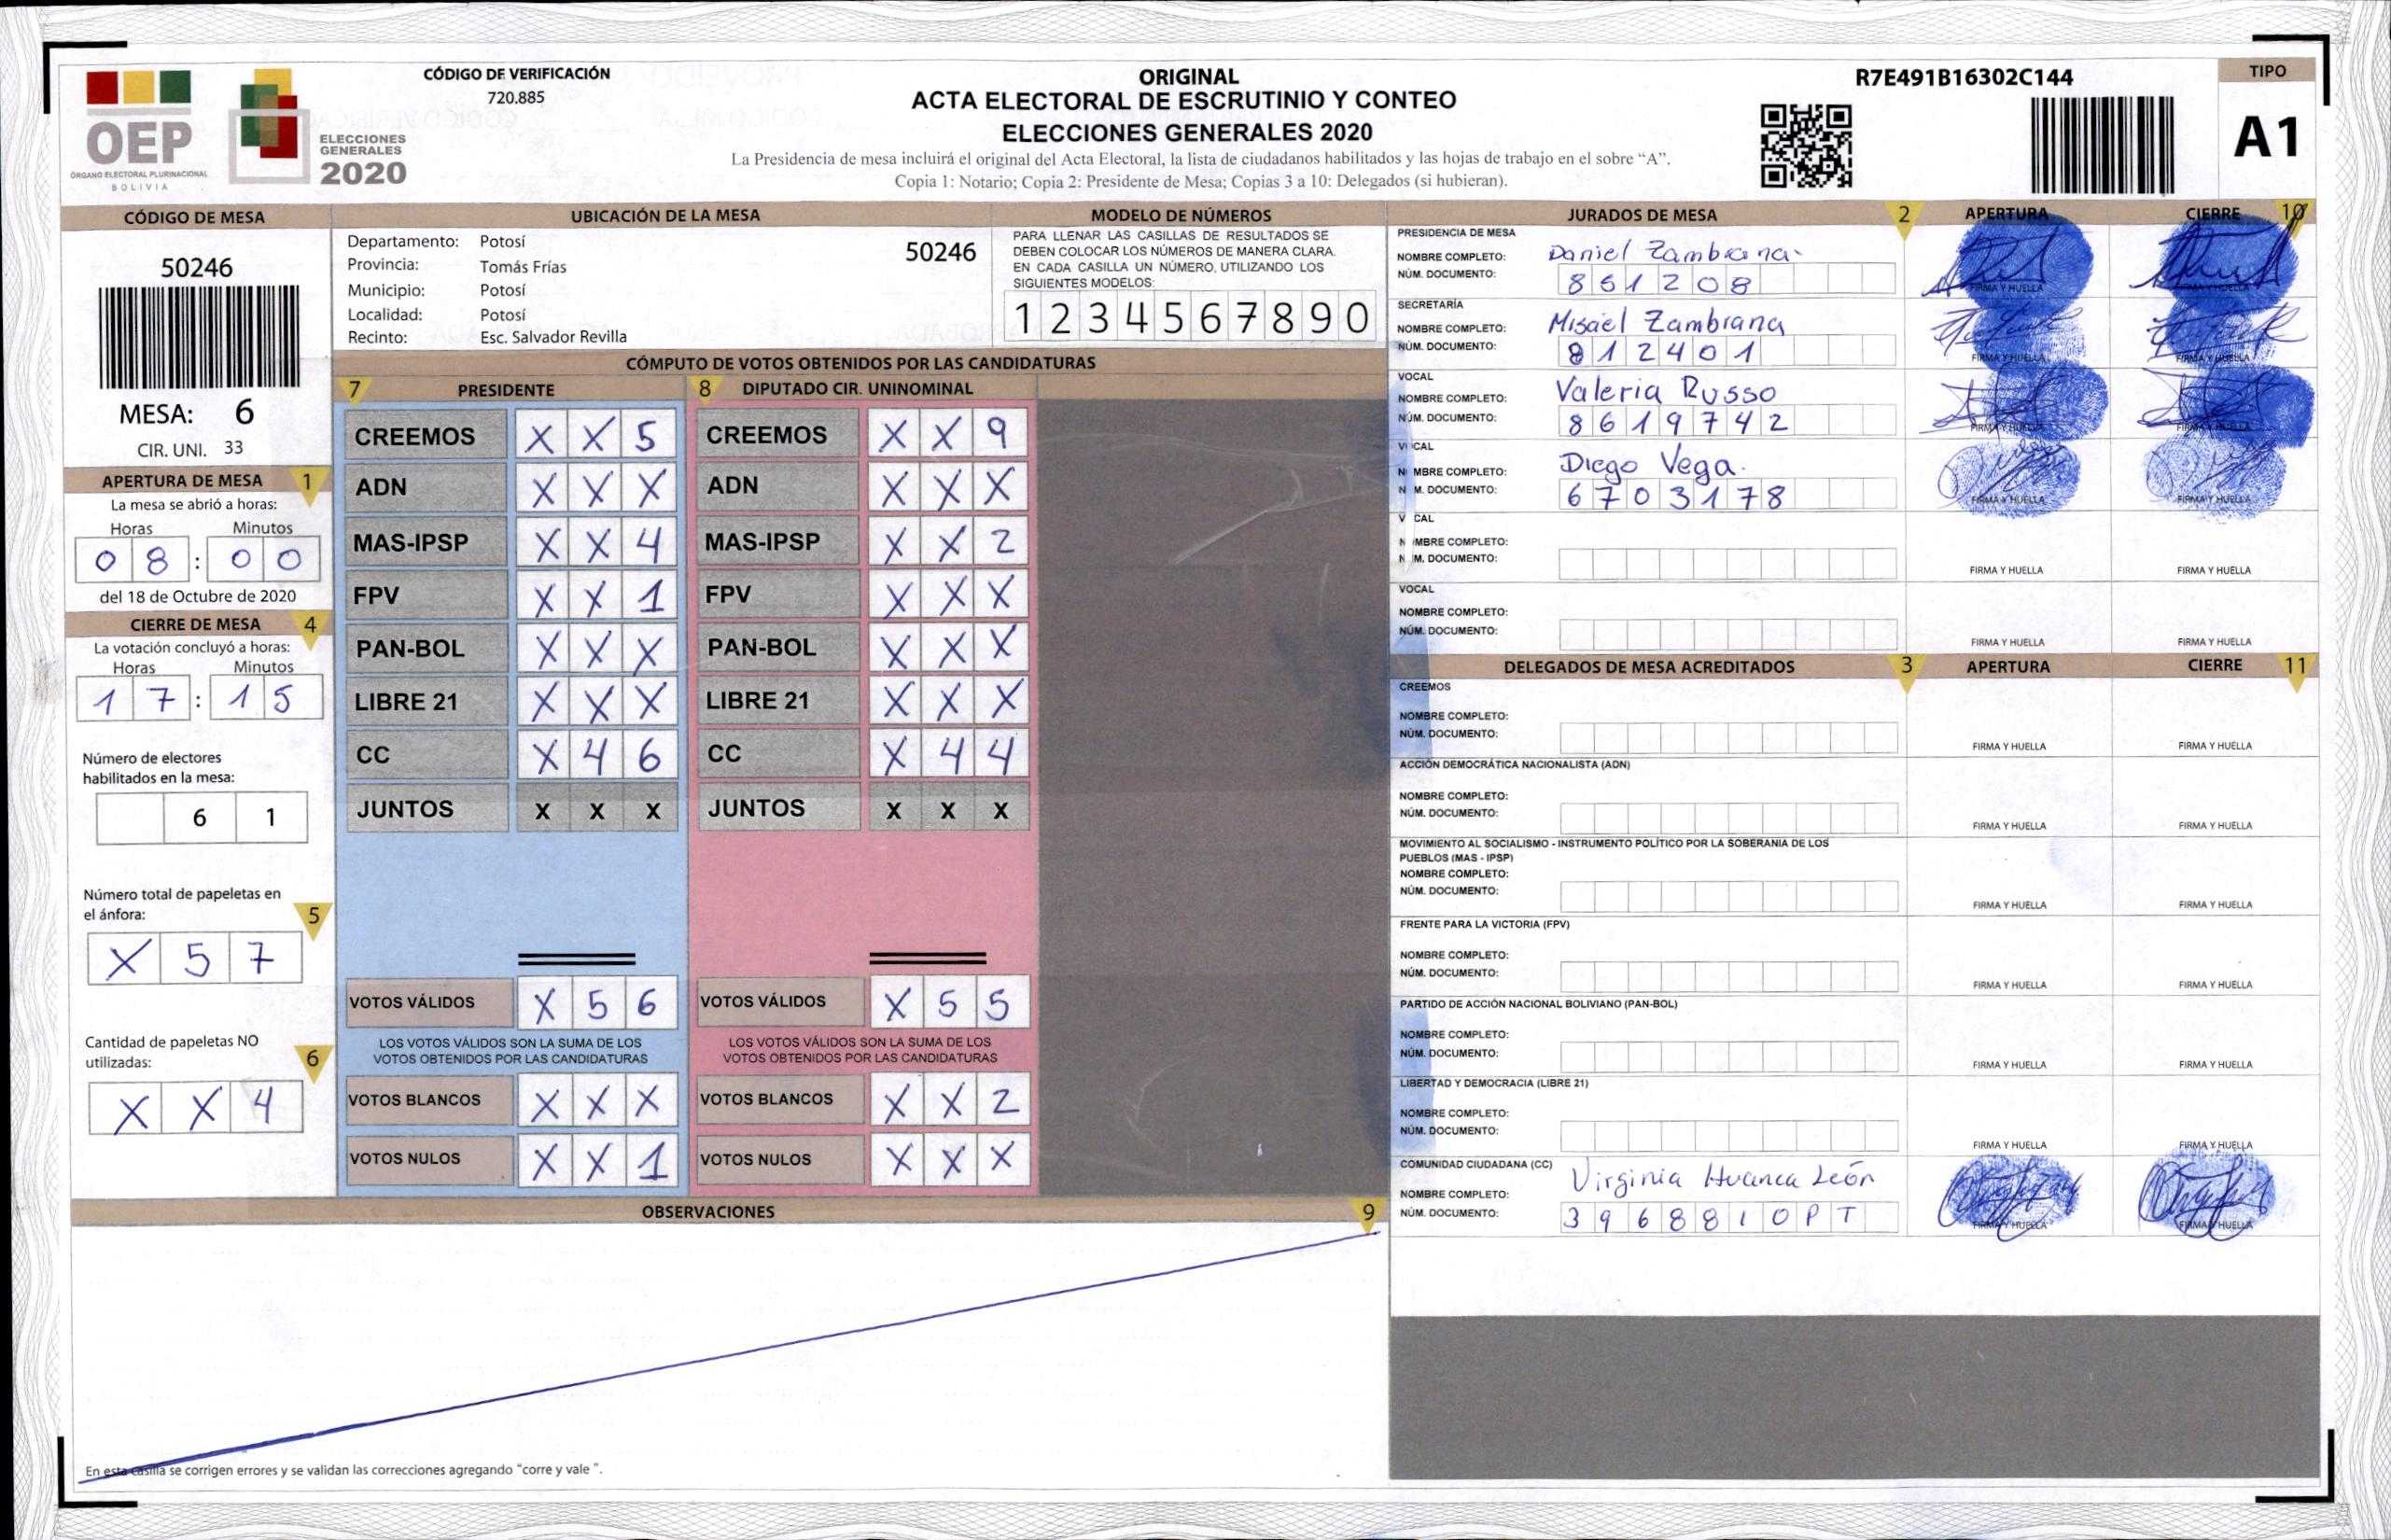 OEP
ÓRGANO ELECTORAL PLURINACIONAL
BOLIVIA
ELECCIONES
GENERALES
2020
CÓDIGO DE VERIFICACIÓN
720.885
ORIGINAL
ACTA ELECTORAL DE ESCRUTINIO Y CONTEO
ELECCIONES GENERALES 2020
La Presidencia de mesa incluirá el original del Acta Electoral, la lista de ciudadanos habilitados y las hojas de trabajo en el sobre “A”.
Copia 1: Notario; Copia 2: Presidente de Mesa; Copias 3 a 10: Delegados (si hubieran).
R7E491B16302C144
TIPO
A1
CÓDIGO DE MESA
50246
MESA: 6
CIR. UNI. 33
APERTURA DE MESA 1
La mesa se abrió a horas:
Horas Minutos
0 8 : 0 0
del 18 de Octubre de 2020
CIERRE DE MESA 4
La votación concluyó a horas:
Horas Minutos
1 7 : 1 5
Número de electores
habilitados en la mesa:
6 1
Número total de papeletas en
el ánfora: 5
X 5 7
Cantidad de papeletas NO
utilizadas: 6
X X 4
UBICACIÓN DE LA MESA
Departamento: Potosí
50246
Provincia: Tomás Frías
Municipio: Potosí
Localidad: Potosí
Recinto: Esc. Salvador Revilla
MODELO DE NÚMEROS
PARA LLENAR LAS CASILLAS DE RESULTADOS SE
DEBEN COLOCAR LOS NÚMEROS DE MANERA CLARA.
EN CADA CASILLA UN NÚMERO, UTILIZANDO LOS
SIGUIENTES MODELOS:
1 2 3 4 5 6 7 8 9 0
CÓMPUTO DE VOTOS OBTENIDOS POR LAS CANDIDATURAS
7 PRESIDENTE
CREEMOS X X 5
ADN X X X
MAS-IPSP X X 4
FPV X X 1
PAN-BOL X X X
LIBRE 21 X X X
CC X 4 6
JUNTOS X X X
VOTOS VÁLIDOS X 5 6
LOS VOTOS VÁLIDOS SON LA SUMA DE LOS
VOTOS OBTENIDOS POR LAS CANDIDATURAS
VOTOS BLANCOS X X X
VOTOS NULOS X X 1
8 DIPUTADO CIR. UNINOMINAL
CREEMOS X X 9
ADN X X X
MAS-IPSP X X 2
FPV X X X
PAN-BOL X X X
LIBRE 21 X X X
CC X 4 4
JUNTOS X X X
VOTOS VÁLIDOS X 5 5
LOS VOTOS VÁLIDOS SON LA SUMA DE LOS
VOTOS OBTENIDOS POR LAS CANDIDATURAS
VOTOS BLANCOS X X 2
VOTOS NULOS X X X
OBSERVACIONES 9
En esta casilla se corrigen errores y se validan las correcciones agregando “corre y vale ”.
JURADOS DE MESA 2 APERTURA CIERRE 10
PRESIDENCIA DE MESA
NOMBRE COMPLETO: Daniel Zambrana
NÚM. DOCUMENTO: 8 5 1 2 0 8
FIRMA Y HUELLA FIRMA Y HUELLA
SECRETARÍA
NOMBRE COMPLETO: Misael Zambrana
NÚM. DOCUMENTO: 8 1 2 4 0 1
FIRMA Y HUELLA FIRMA Y HUELLA
VOCAL
NOMBRE COMPLETO: Valeria Russo
NÚM. DOCUMENTO: 8 6 1 9 7 4 2
FIRMA Y HUELLA FIRMA Y HUELLA
V CAL
N MBRE COMPLETO: Diego Vega.
N M. DOCUMENTO: 6 7 0 3 1 7 8
FIRMA Y HUELLA FIRMA Y HUELLA
V CAL
N MBRE COMPLETO:
N M. DOCUMENTO:
FIRMA Y HUELLA FIRMA Y HUELLA
VOCAL
NOMBRE COMPLETO:
NÚM. DOCUMENTO:
FIRMA Y HUELLA FIRMA Y HUELLA
DELEGADOS DE MESA ACREDITADOS 3 APERTURA CIERRE 11
CREEMOS
NOMBRE COMPLETO:
NÚM. DOCUMENTO:
FIRMA Y HUELLA FIRMA Y HUELLA
ACCIÓN DEMOCRÁTICA NACIONALISTA (ADN)
NOMBRE COMPLETO:
NÚM. DOCUMENTO:
FIRMA Y HUELLA FIRMA Y HUELLA
MOVIMIENTO AL SOCIALISMO - INSTRUMENTO POLÍTICO POR LA SOBERANIA DE LOS
PUEBLOS (MAS - IPSP)
NOMBRE COMPLETO:
NÚM. DOCUMENTO:
FIRMA Y HUELLA FIRMA Y HUELLA
FRENTE PARA LA VICTORIA (FPV)
NOMBRE COMPLETO:
NÚM. DOCUMENTO:
FIRMA Y HUELLA FIRMA Y HUELLA
PARTIDO DE ACCIÓN NACIONAL BOLIVIANO (PAN-BOL)
NOMBRE COMPLETO:
NÚM. DOCUMENTO:
FIRMA Y HUELLA FIRMA Y HUELLA
LIBERTAD Y DEMOCRACIA (LIBRE 21)
NOMBRE COMPLETO:
NÚM. DOCUMENTO:
FIRMA Y HUELLA FIRMA Y HUELLA
COMUNIDAD CIUDADANA (CC)
NOMBRE COMPLETO: Virginia Huanca León
NÚM. DOCUMENTO: 3 9 6 8 8 1 0 P T
FIRMA Y HUELLA FIRMA Y HUELLA